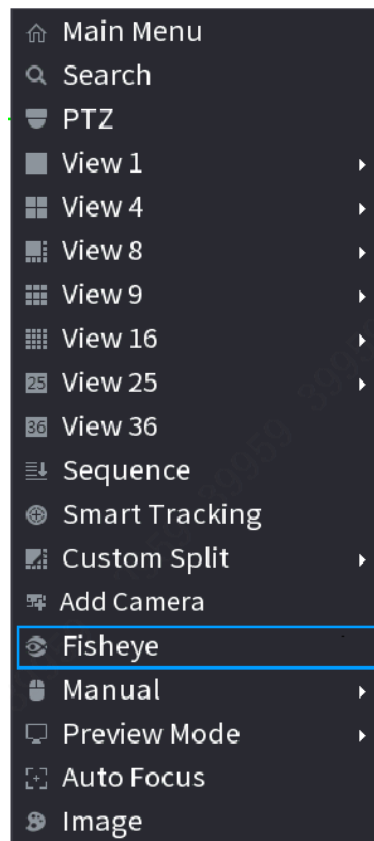 Main Menu
Search
PTZ
View 1
View 4
View 8
View 9
View 16
25 View 25
36 View 36
Sequence
Smart Tracking
Custom Split
Add Camera
Fisheye
Manual
Preview Mode
Auto Focus
Image